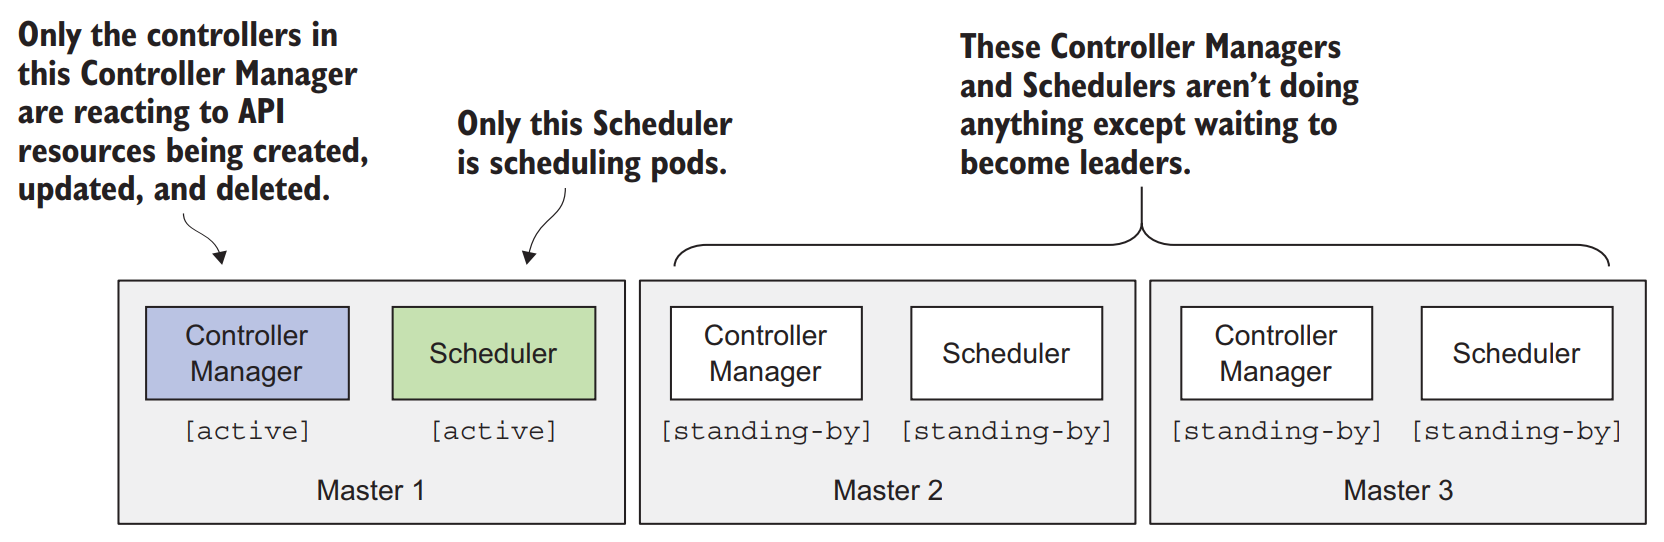 Only the controllers in
this Controller Manager
are reacting to API
resources being created,
updated, and deleted.
Only this Scheduler
is scheduling pods.
These Controller Managers
and Schedulers aren’t doing
anything except waiting to
become leaders.
Controller
Manager
[active]
Scheduler
[active]
Master 1
Controller
Manager
[standing-by]
Scheduler
[standing-by]
Master 2
Controller
Manager
[standing-by]
Scheduler
[standing-by]
Master 3